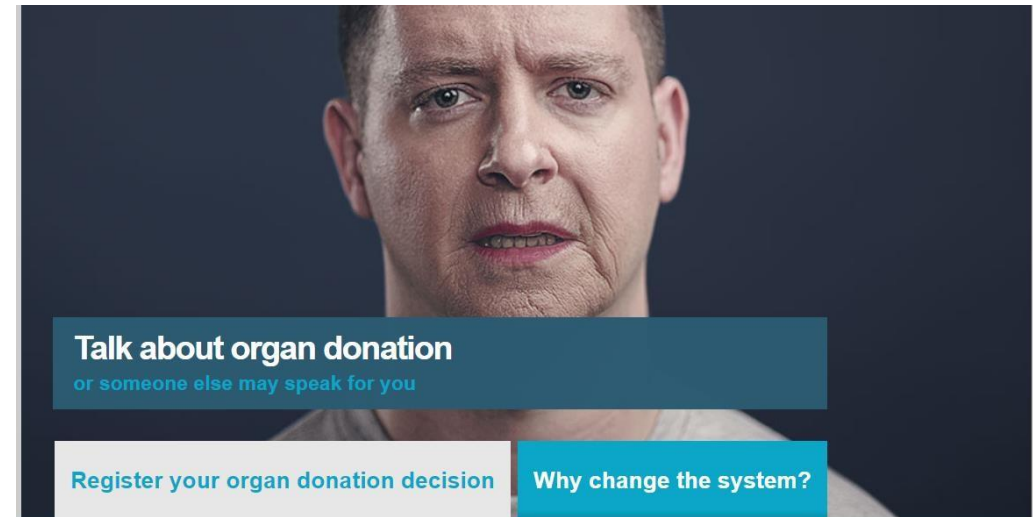 Talk about organ donation
or someone else may speak for you
Register your organ donation decision
Why change the system?